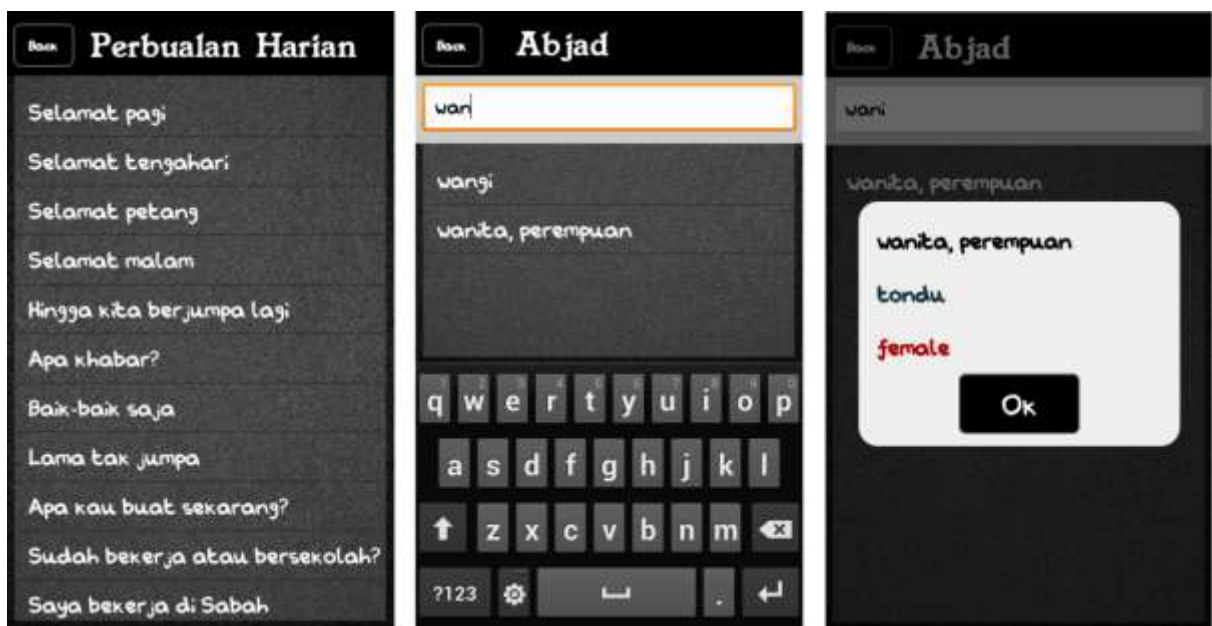 Back Perbualan Harian
Selamat pagi
Selamat tengahari
Selamat petang
Selamat malam
Hingga kita berjumpa lagi
Apa khabar?
Baik-baik saja
Lama tak jumpa
Apa kau buat sekarang?
Sudah bekerja atau bersekolah?
Saya bekerja di Sabah
Back Abjad
wan
wangi
wanita, perempuan
q w e r t y u i o p
a s d f g h j k l
z x c v b n m
?123 .
Back Abjad
wani
wanita, perempuan
wanita, perempuan
tondu
female
Ok